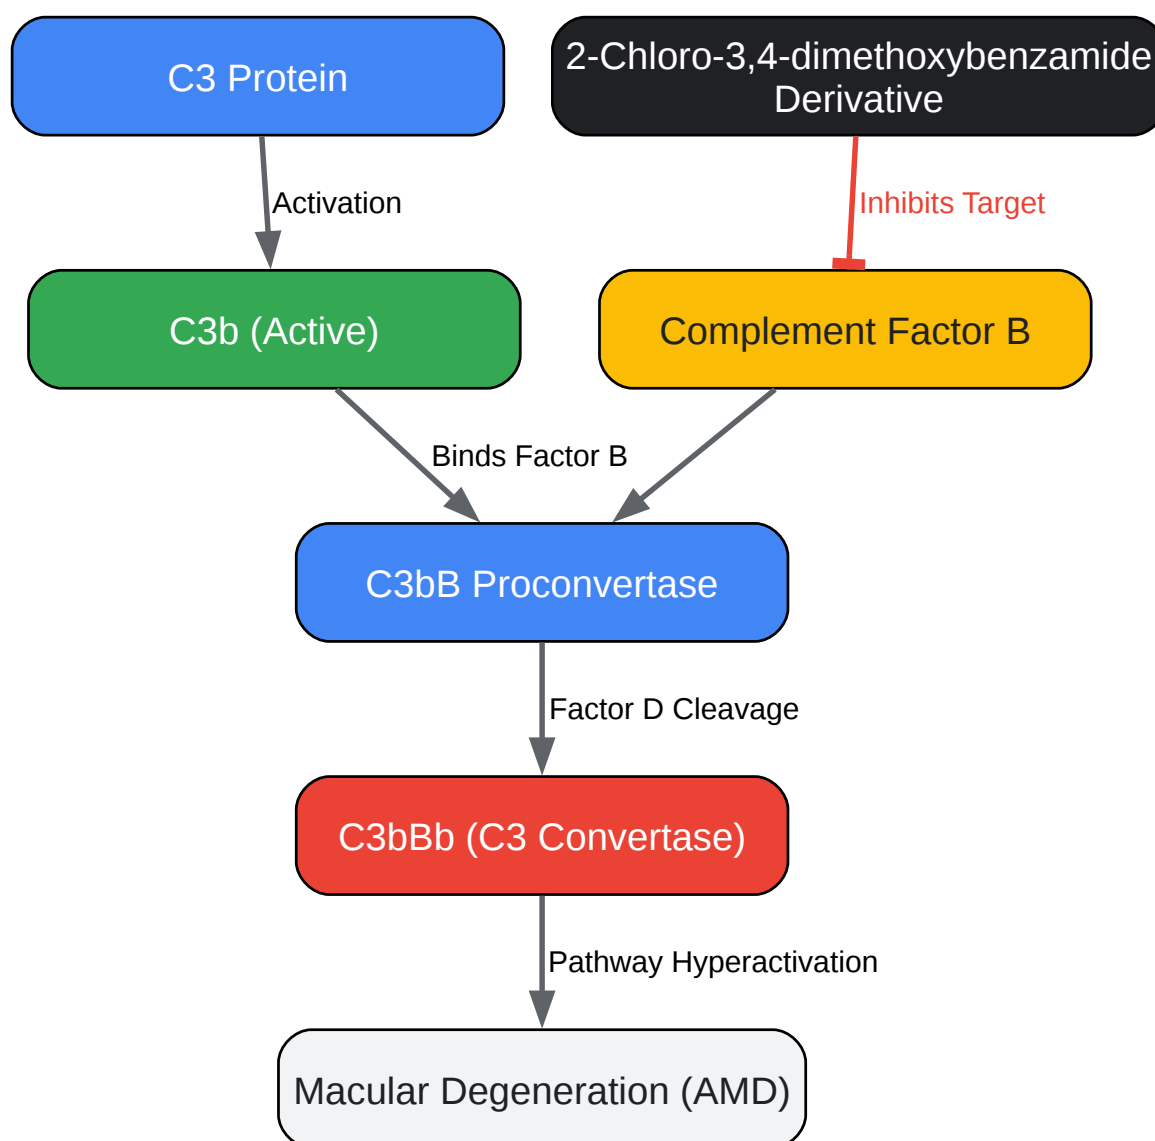 C3 Protein
2-Chloro-3,4-dimethoxybenzamide
Derivative
Activation
Inhibits Target
C3b (Active)
Complement Factor B
Binds Factor B
C3bB Proconvertase
Factor D Cleavage
C3bBb (C3 Convertase)
Pathway Hyperactivation
Macular Degeneration (AMD)